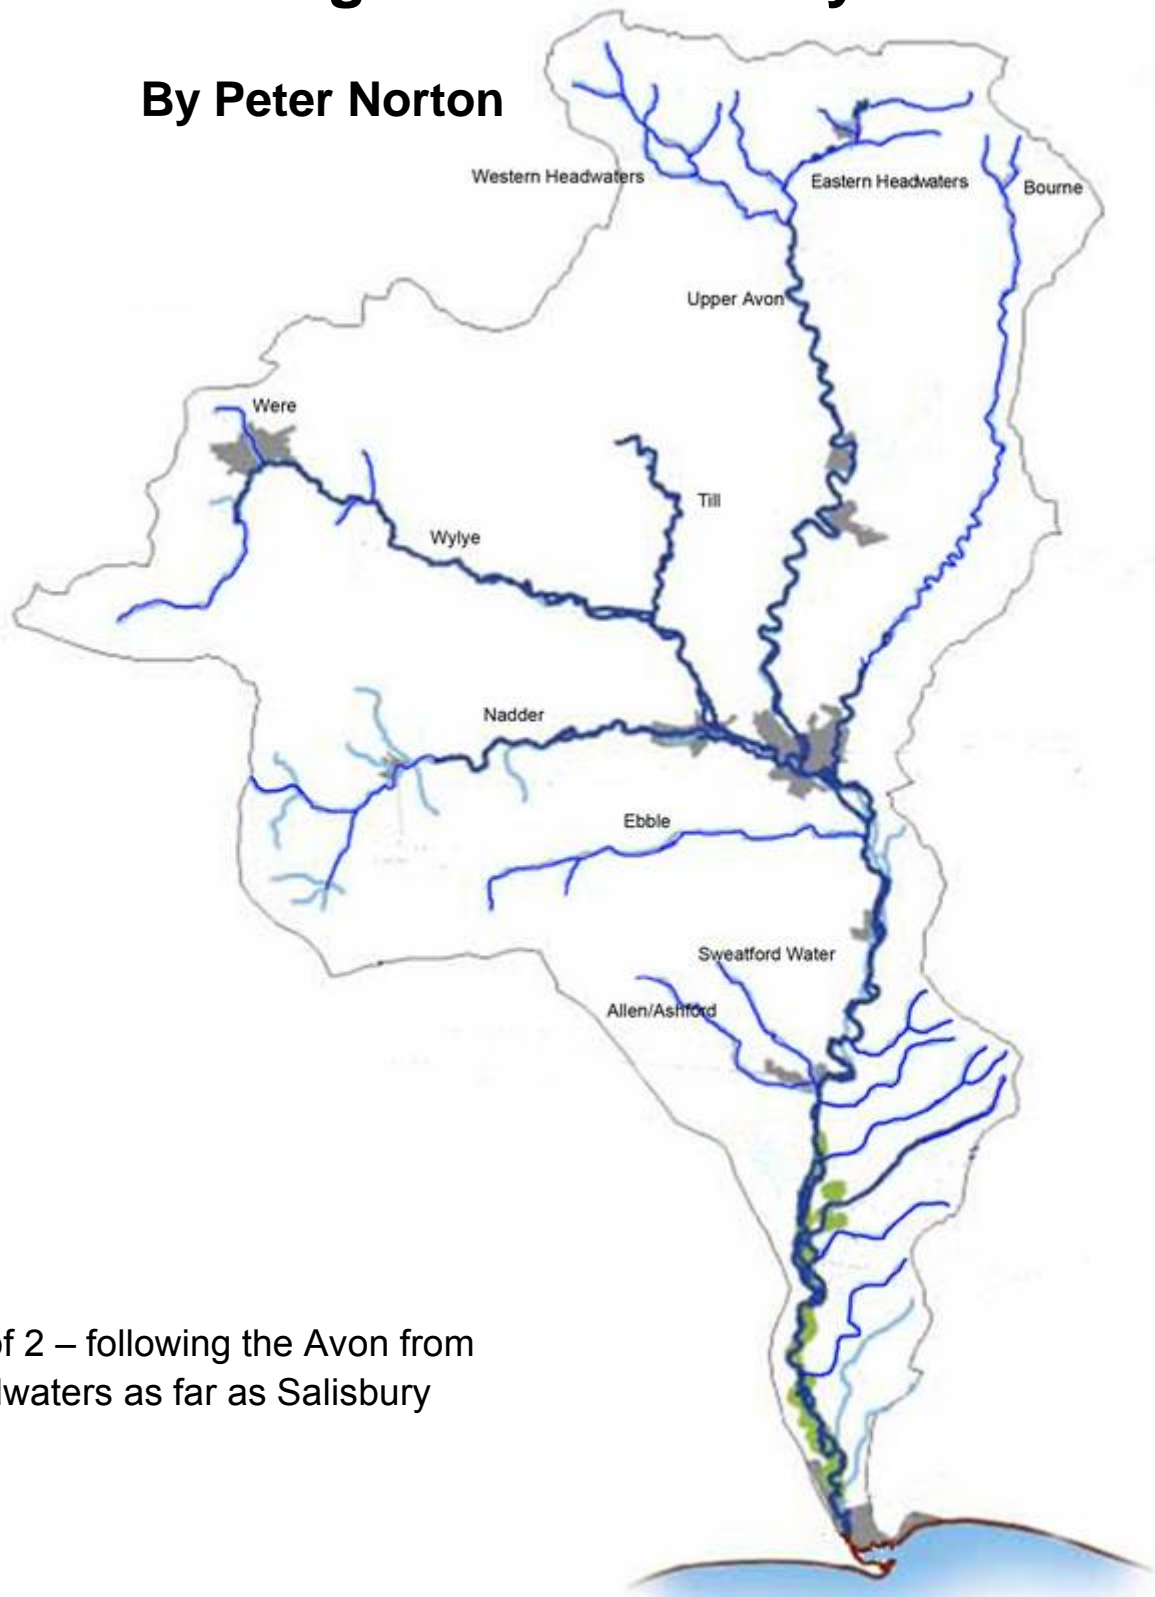 By Peter Norton
Western Headwaters
Eastern Headwaters
Bourne
Upper Avon
Were
Till
Wylye
Nadder
Ebble
Sweatford Water
Allen/Ashford
of 2 – following the Avon from
dwaters as far as Salisbury